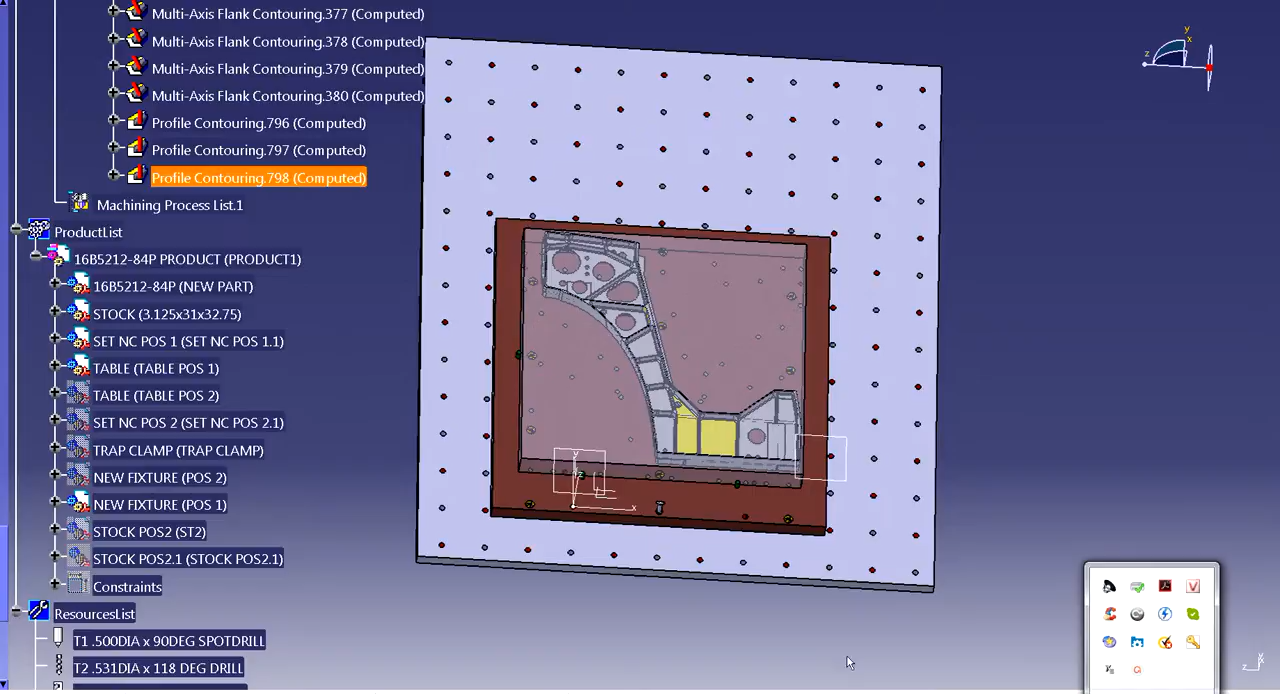 Multi-Axis Flank Contouring.377 (Computed)
Multi-Axis Flank Contouring.378 (Computed)
Multi-Axis Flank Contouring.379 (Computed)
Multi-Axis Flank Contouring.380 (Computed)
Profile Contouring.796 (Computed)
Profile Contouring.797 (Computed)
Profile Contouring.798 (Computed)
Machining Process List.1
ProductList
16B5212-84P PRODUCT (PRODUCT1)
16B5212-84P (NEW PART)
STOCK (3.125x31x32.75)
SET NC POS 1 (SET NC POS 1.1)
TABLE (TABLE POS 1)
TABLE (TABLE POS 2)
SET NC POS 2 (SET NC POS 2.1)
TRAP CLAMP (TRAP CLAMP)
NEW FIXTURE (POS 2)
NEW FIXTURE (POS 1)
STOCK POS2 (ST2)
STOCK POS2.1 (STOCK POS2.1)
Constraints
ResourcesList
T1 .500DIA x 90DEG SPOTDRILL
T2 .531DIA x 118 DEG DRILL
y
x
z
x